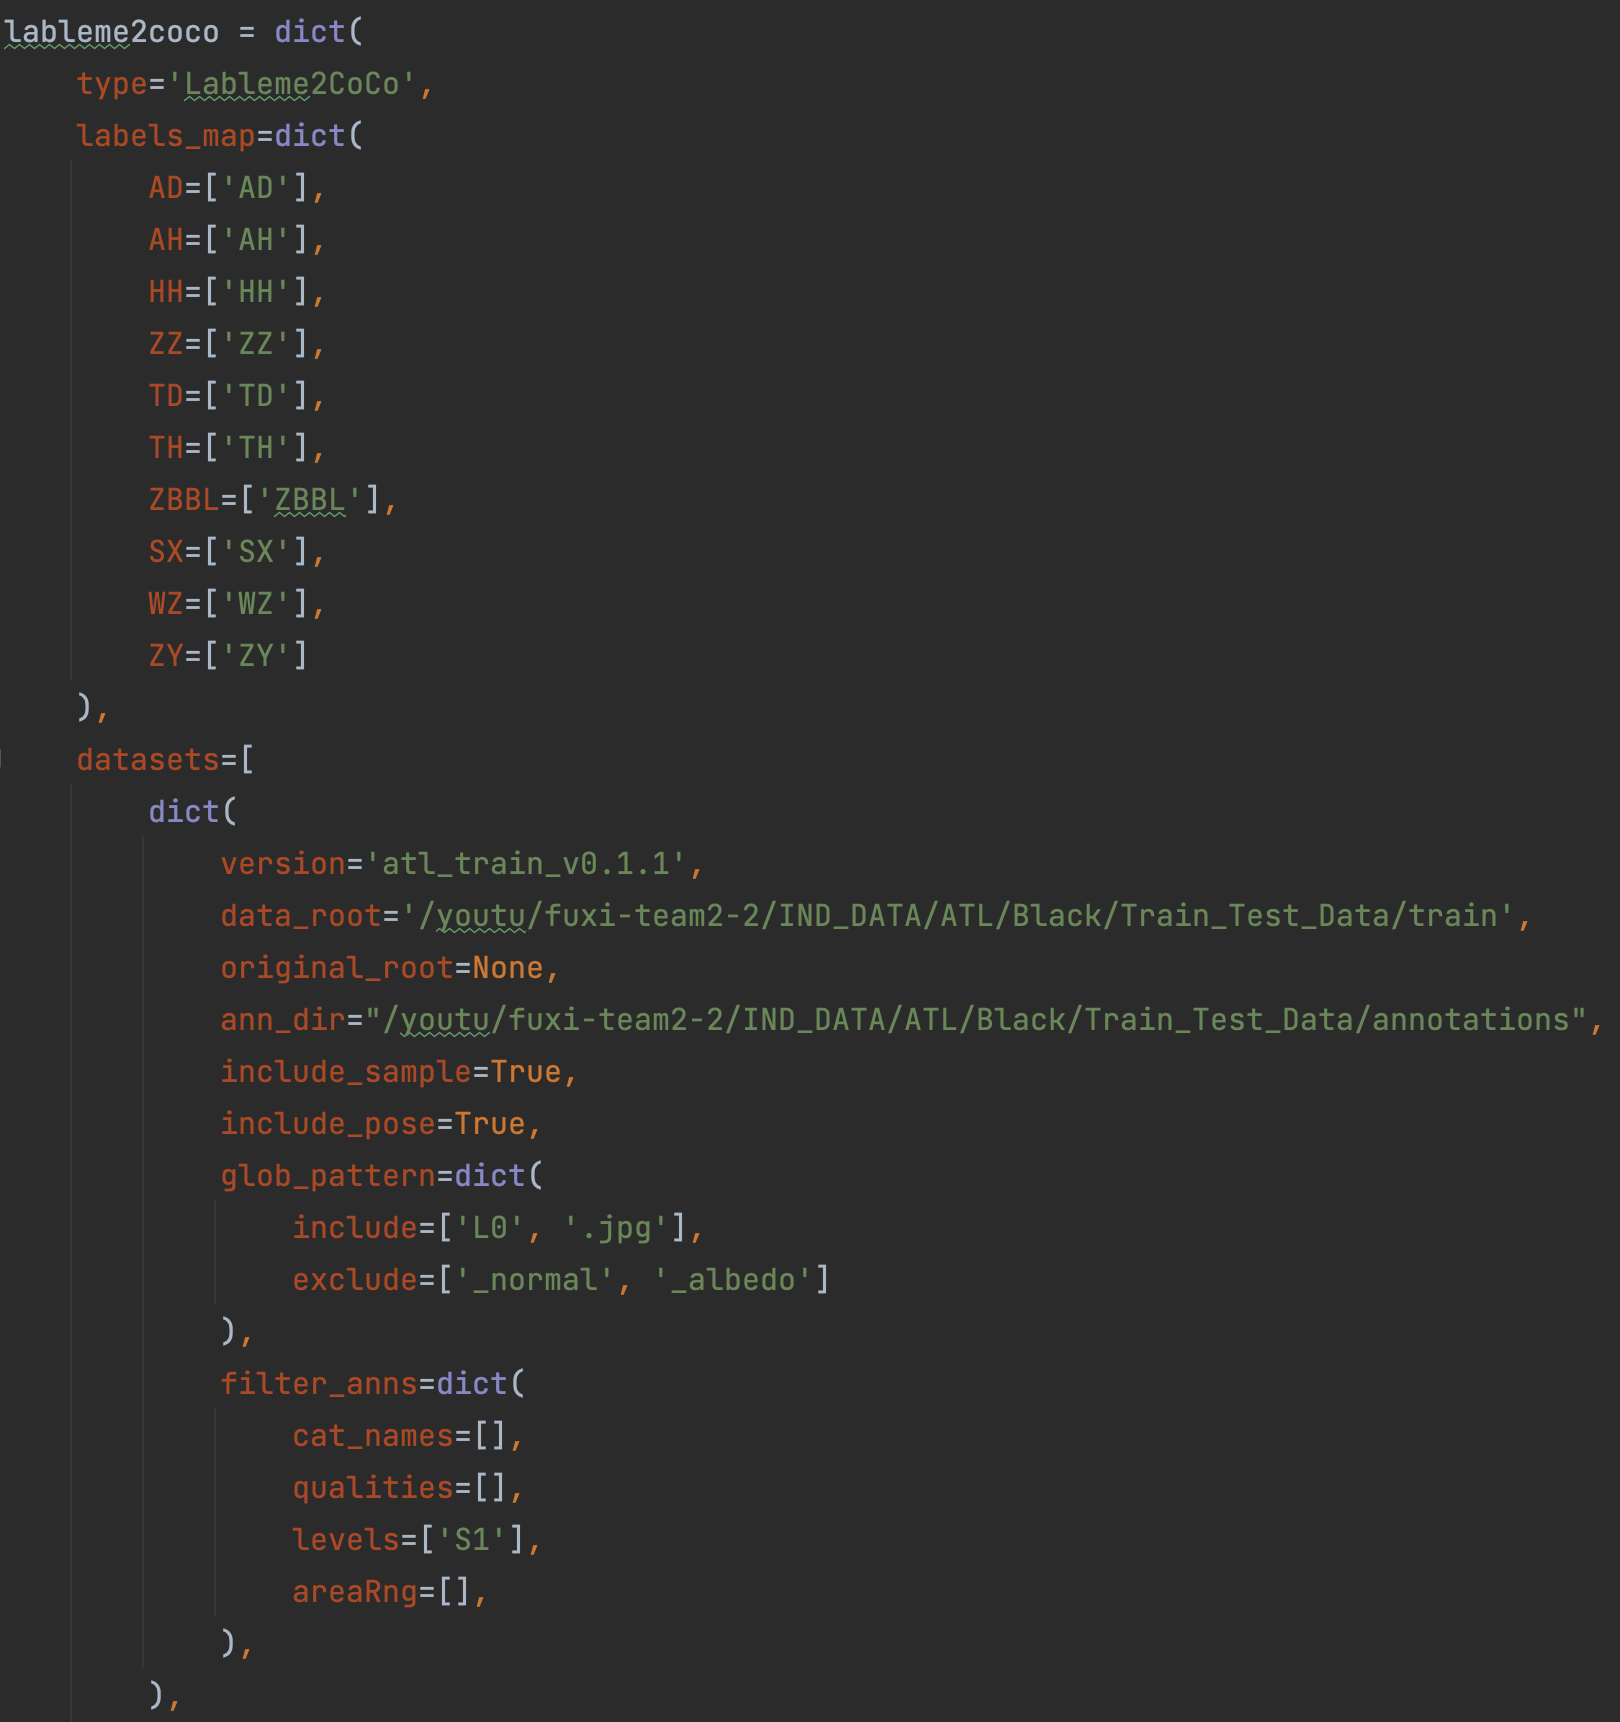 lableme2coco = dict(
    type='Lableme2CoCo',
    labels_map=dict(
        AD=['AD'],
        AH=['AH'],
        HH=['HH'],
        ZZ=['ZZ'],
        TD=['TD'],
        TH=['TH'],
        ZBBL=['ZBBL'],
        SX=['SX'],
        WZ=['WZ'],
        ZY=['ZY']
    ),
    datasets=[
        dict(
            version='atl_train_v0.1.1',
            data_root='/youtu/fuxi-team2-2/IND_DATA/ATL/Black/Train_Test_Data/train',
            original_root=None,
            ann_dir="/youtu/fuxi-team2-2/IND_DATA/ATL/Black/Train_Test_Data/annotations",
            include_sample=True,
            include_pose=True,
            glob_pattern=dict(
                include=['L0', '.jpg'],
                exclude=['_normal', '_albedo']
            ),
            filter_anns=dict(
                cat_names=[],
                qualities=[],
                levels=['S1'],
                areaRng=[],
            ),
        ),